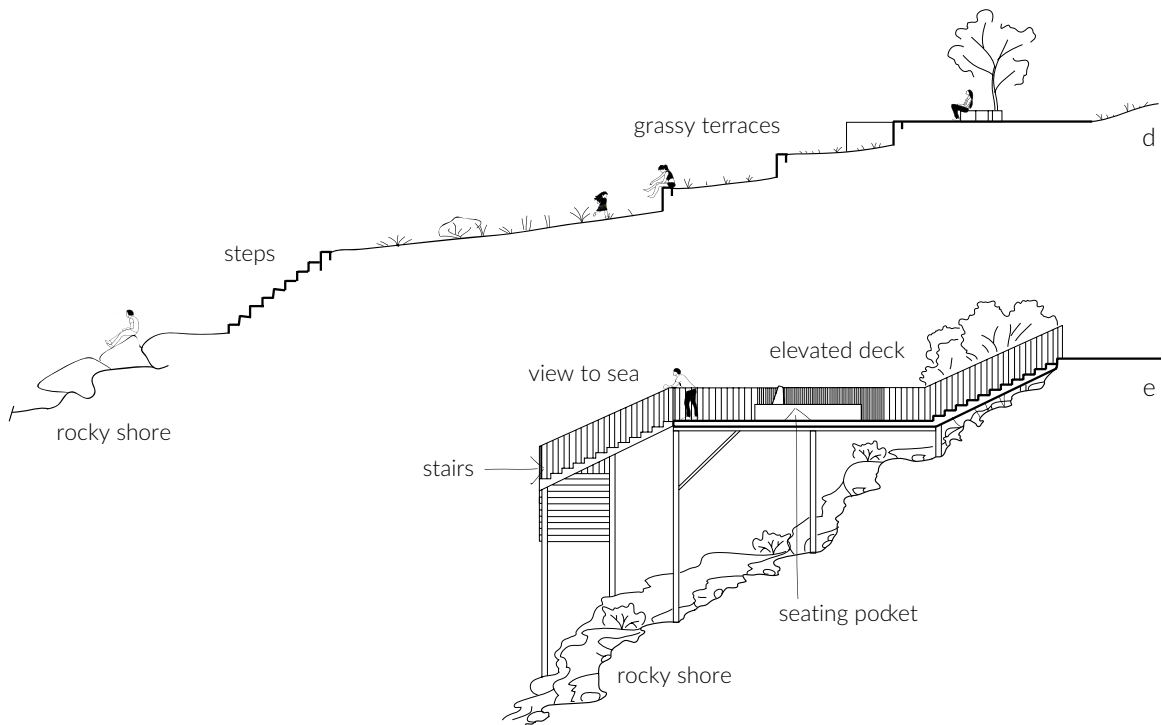 grassy terraces
d
steps
rocky shore
elevated deck
view to sea
e
stairs
seating pocket
rocky shore